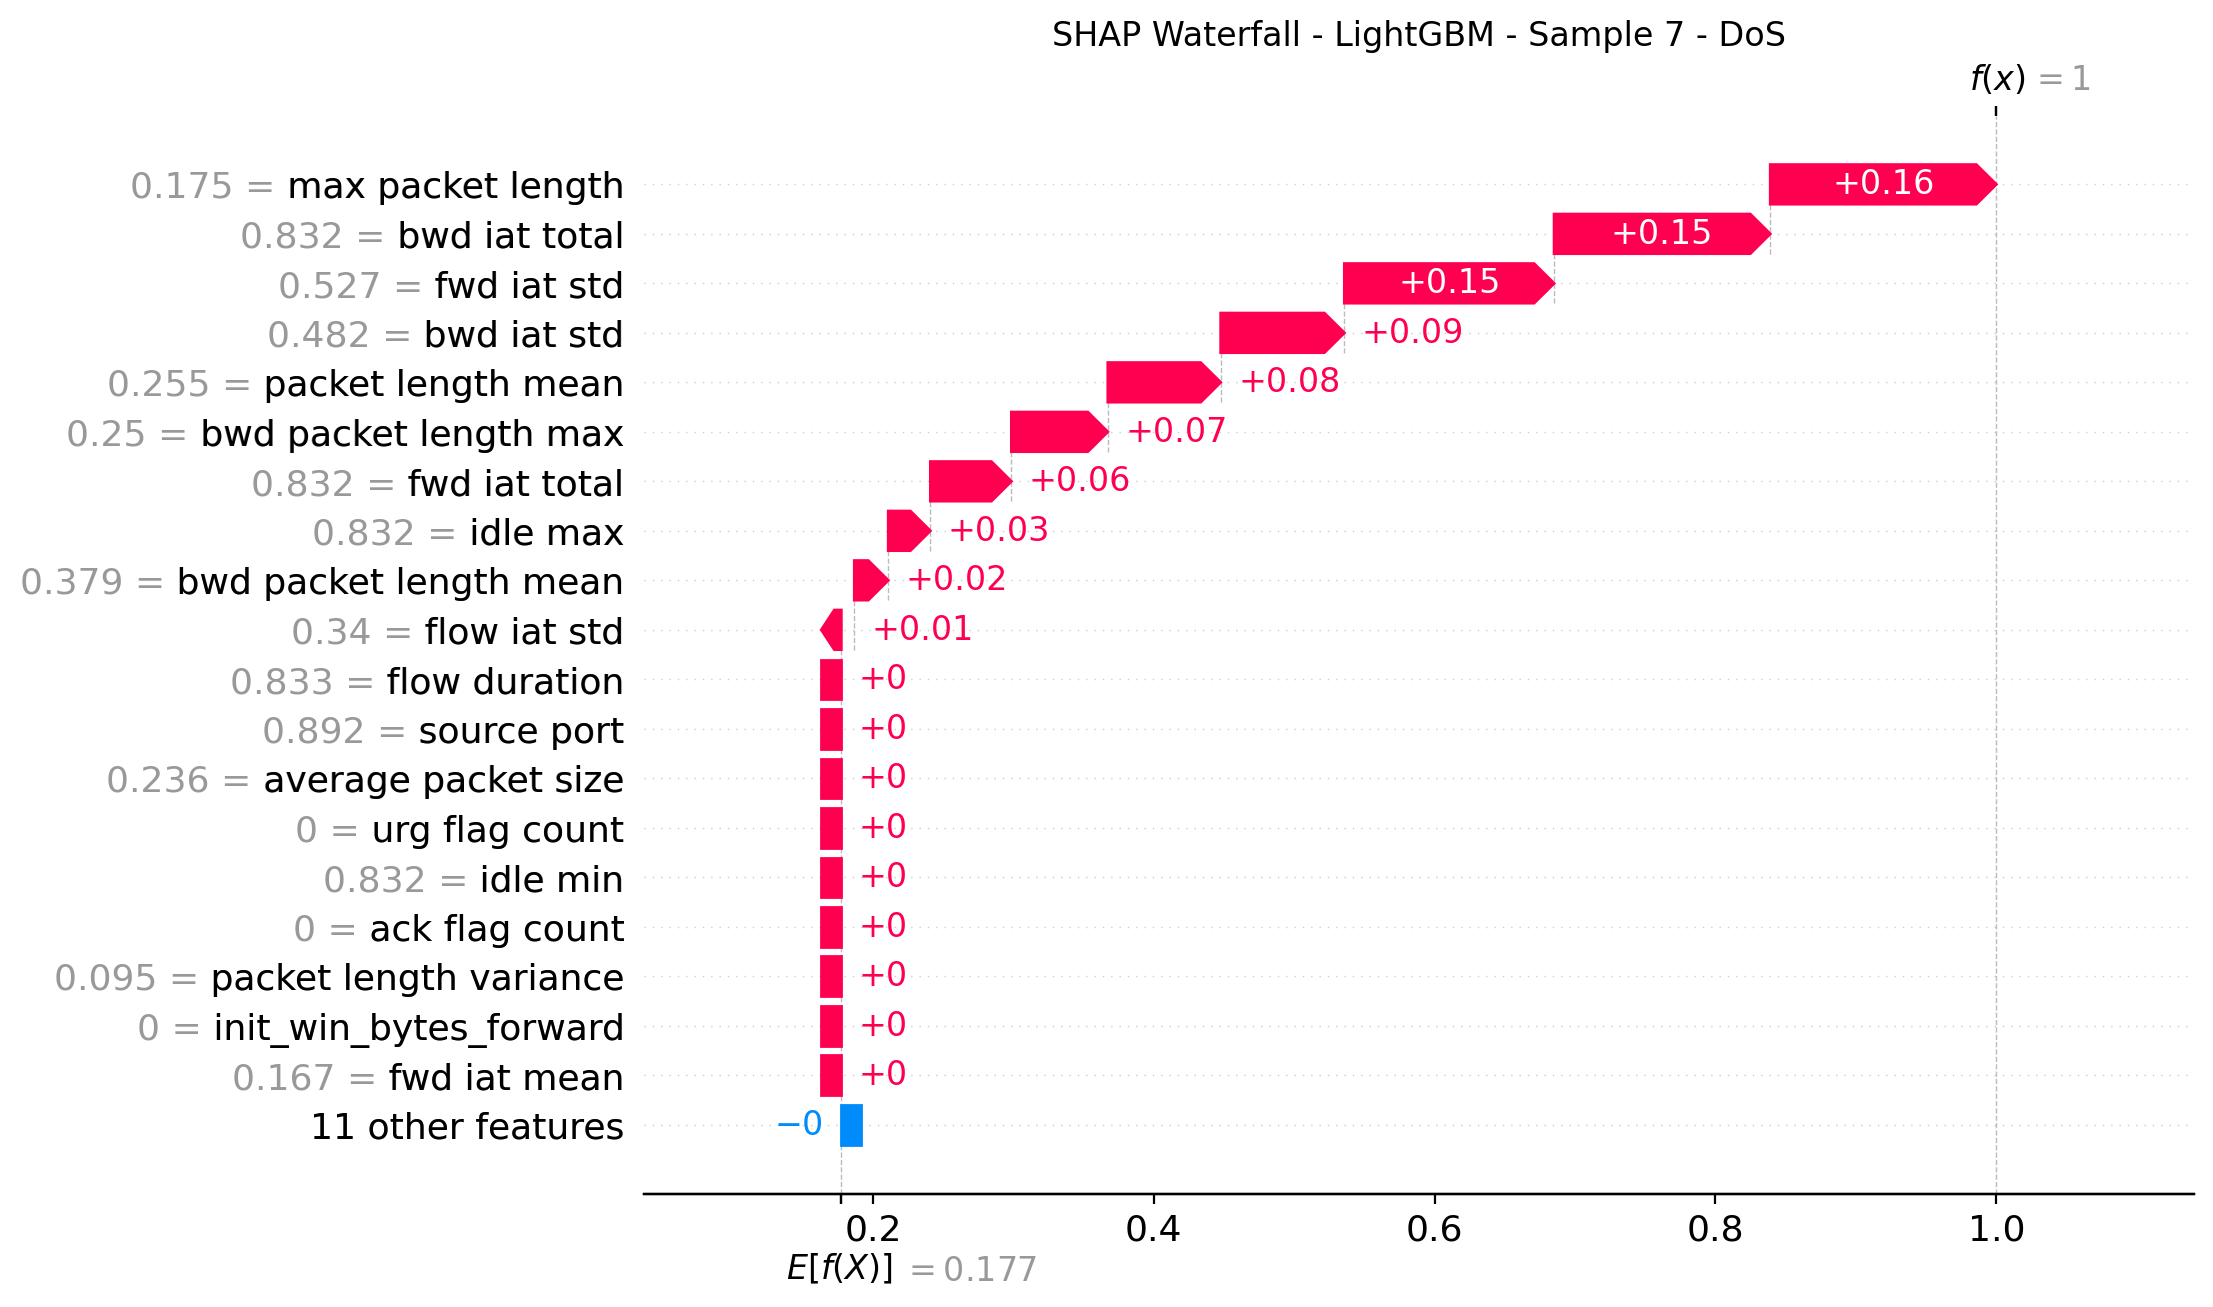 SHAP Waterfall - LightGBM - Sample 7 - DoS
f(x) = 1
0.175 = max packet length +0.16
0.832 = bwd iat total +0.15
0.527 = fwd iat std +0.15
0.482 = bwd iat std +0.09
0.255 = packet length mean +0.08
0.25 = bwd packet length max +0.07
0.832 = fwd iat total +0.06
0.832 = idle max +0.03
0.379 = bwd packet length mean +0.02
0.34 = flow iat std +0.01
0.833 = flow duration +0
0.892 = source port +0
0.236 = average packet size +0
0 = urg flag count +0
0.832 = idle min +0
0 = ack flag count +0
0.095 = packet length variance +0
0 = init_win_bytes_forward +0
0.167 = fwd iat mean +0
11 other features −0
0.2 0.4 0.6 0.8 1.0
E[f(X)] = 0.177